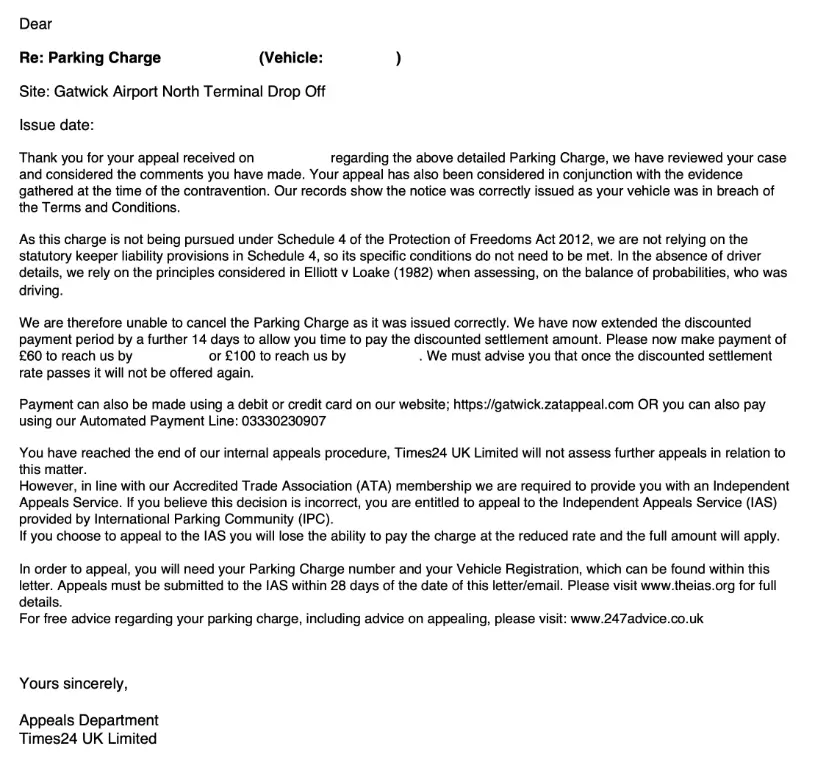 Dear
Re: Parking Charge (Vehicle: )
Site: Gatwick Airport North Terminal Drop Off
Issue date:
Thank you for your appeal received on regarding the above detailed Parking Charge, we have reviewed your case
and considered the comments you have made. Your appeal has also been considered in conjunction with the evidence
gathered at the time of the contravention. Our records show the notice was correctly issued as your vehicle was in breach of
the Terms and Conditions.
As this charge is not being pursued under Schedule 4 of the Protection of Freedoms Act 2012, we are not relying on the
statutory keeper liability provisions in Schedule 4, so its specific conditions do not need to be met. In the absence of driver
details, we rely on the principles considered in Elliott v Loake (1982) when assessing, on the balance of probabilities, who was
driving.
We are therefore unable to cancel the Parking Charge as it was issued correctly. We have now extended the discounted
payment period by a further 14 days to allow you time to pay the discounted settlement amount. Please now make payment of
£60 to reach us by or £100 to reach us by . We must advise you that once the discounted settlement
rate passes it will not be offered again.
Payment can also be made using a debit or credit card on our website; https://gatwick.zatappeal.com OR you can also pay
using our Automated Payment Line: 03330230907
You have reached the end of our internal appeals procedure, Times24 UK Limited will not assess further appeals in relation to
this matter.
However, in line with our Accredited Trade Association (ATA) membership we are required to provide you with an Independent
Appeals Service. If you believe this decision is incorrect, you are entitled to appeal to the Independent Appeals Service (IAS)
provided by International Parking Community (IPC).
If you choose to appeal to the IAS you will lose the ability to pay the charge at the reduced rate and the full amount will apply.
In order to appeal, you will need your Parking Charge number and your Vehicle Registration, which can be found within this
letter. Appeals must be submitted to the IAS within 28 days of the date of this letter/email. Please visit www.theias.org for full
details.
For free advice regarding your parking charge, including advice on appealing, please visit: www.247advice.co.uk
Yours sincerely,
Appeals Department
Times24 UK Limited